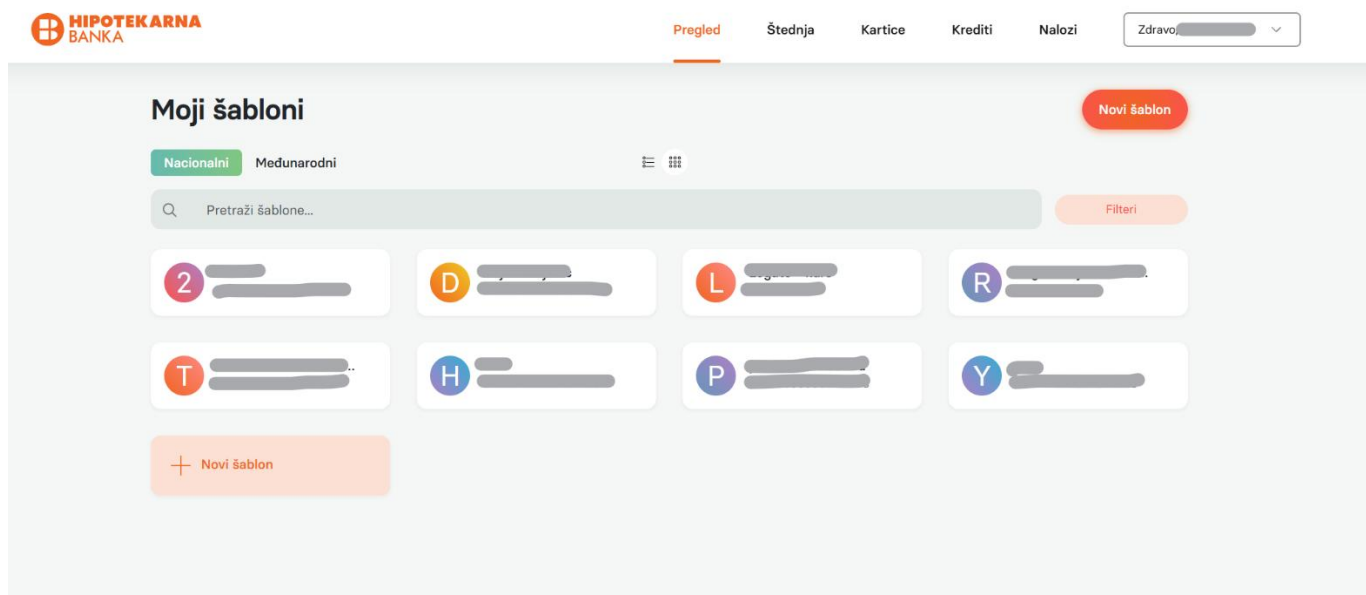 HIPOTEKARNA
BANKA
Pregled Štednja Kartice Krediti Nalozi Zdravo,
Moji šabloni
Novi šablon
Nacionalni Međunarodni
Pretraži šablone...
Filteri
2 D L R
T H P Y
Novi šablon